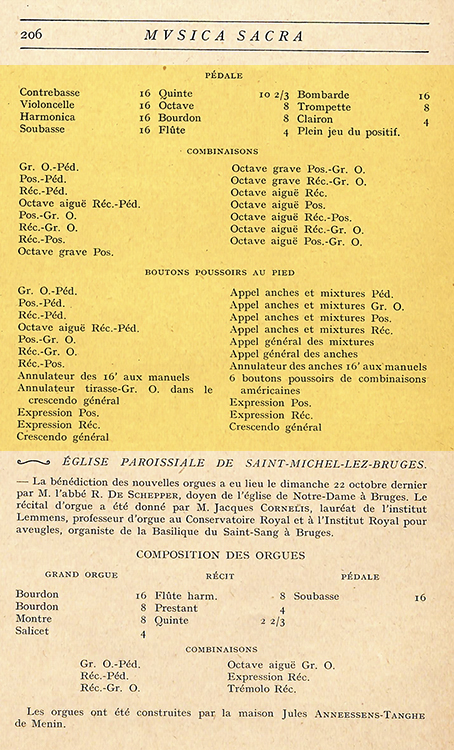 206 MVSICA SACRA
PÉDALE
Contrebasse 16 Quinte 10 2/3 Bombarde 16
Violoncelle 16 Octave 8 Trompette 8
Harmonica 16 Bourdon 8 Clairon 4
Soubasse 16 Flûte 4 Plein jeu du positif.
COMBINAISONS
Gr. O.-Péd.
Pos.-Péd.
Réc.-Péd.
Octave aiguë Réc.-Péd.
Pos.-Gr. O.
Réc.-Gr. O.
Réc.-Pos.
Octave grave Pos.
Octave grave Pos.-Gr. O.
Octave grave Réc.-Gr. O.
Octave aiguë Réc.
Octave aiguë Pos.
Octave aiguë Réc.-Pos.
Octave aiguë Réc.-Gr. O.
Octave aiguë Pos.-Gr. O.
BOUTONS POUSSOIRS AU PIED
Gr. O.-Péd.
Pos.-Péd.
Réc.-Péd.
Octave aiguë Réc.-Péd.
Pos.-Gr. O.
Réc.-Gr. O.
Réc.-Pos.
Annulateur des 16' aux manuels
Annulateur tirasse-Gr. O. dans le
crescendo général
Expression Pos.
Expression Réc.
Crescendo général
Appel anches et mixtures Péd.
Appel anches et mixtures Gr. O.
Appel anches et mixtures Pos.
Appel anches et mixtures Réc.
Appel général des mixtures
Appel général des anches
Annulateur des anches 16' aux manuels
6 boutons poussoirs de combinaisons
américaines
Expression Pos.
Expression Réc.
Crescendo général
ÉGLISE PAROISSIALE DE SAINT-MICHEL-LEZ-BRUGES.
— La bénédiction des nouvelles orgues a eu lieu le dimanche 22 octobre dernier
par M. l'abbé R. DE SCHEPPER, doyen de l'église de Notre-Dame à Bruges. Le
récital d'orgue a été donné par M. Jacques CORNELIS, lauréat de l'institut
Lemmens, professeur d'orgue au Conservatoire Royal et à l'Institut Royal pour
aveugles, organiste de la Basilique du Saint-Sang à Bruges.
COMPOSITION DES ORGUES
GRAND ORGUE RÉCIT PÉDALE
Bourdon 16 Flûte harm. 8 Soubasse 16
Bourdon 8 Prestant 4
Montre 8 Quinte 2 2/3
Salicet 4
COMBINAISONS
Gr. O.-Péd.
Réc.-Péd.
Réc.-Gr. O.
Octave aiguë Gr. O.
Expression Réc.
Trémolo Réc.
Les orgues ont été construites par la maison Jules ANNEESSENS-TANGHE
de Menin.